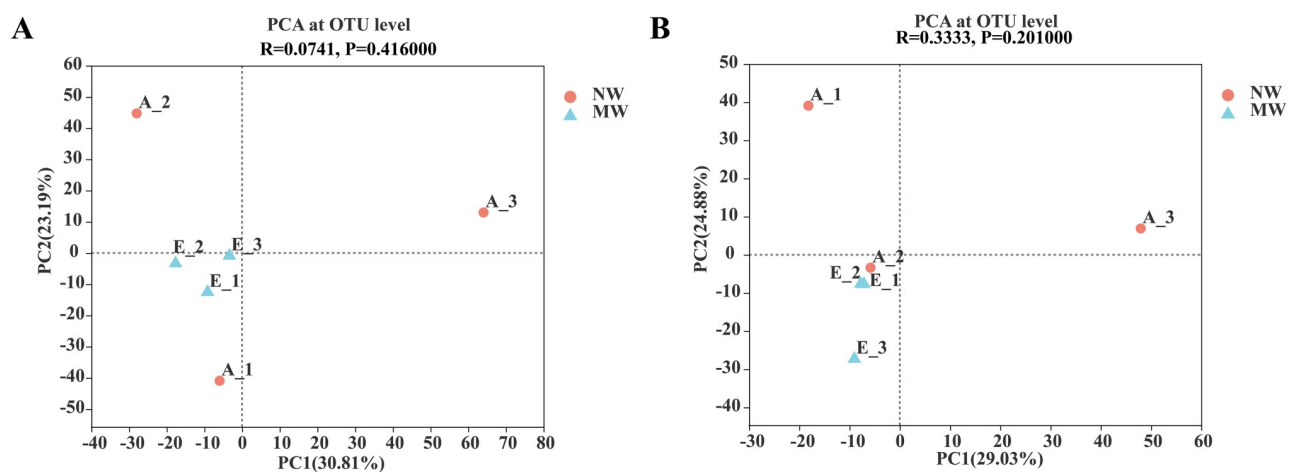 A
PCA at OTU level
R=0.0741, P=0.416000
60
50
40
30
20
10
0
-10
-20
-30
-40
-50
PC2(23.19%)
A_2
A_3
E_2
E_3
E_1
A_1
NW
MW
-40
-30
-20
-10
0
10
20
30
40
50
60
70
80
PC1(30.81%)
B
PCA at OTU level
R=0.3333, P=0.201000
50
40
30
20
10
0
-10
-20
-30
-40
PC2(24.88%)
A_1
A_3
A_2
E_2
E_1
E_3
NW
MW
-30
-20
-10
0
10
20
30
40
50
60
PC1(29.03%)